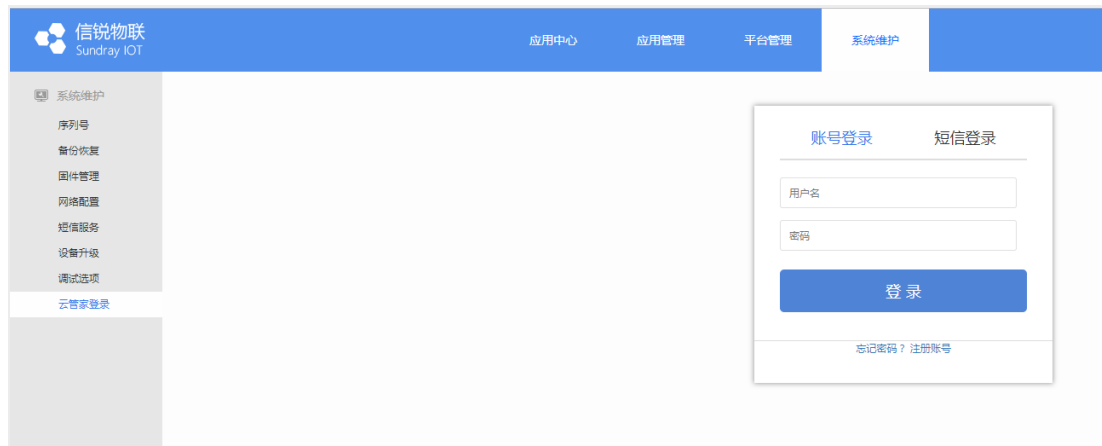 信锐物联
Sundray IOT
应用中心
应用管理
平台管理
系统维护
系统维护
序列号
备份恢复
固件管理
网络配置
短信服务
设备升级
调试选项
云管家登录
账号登录
短信登录
用户名
密码
登 录
忘记密码？ 注册账号